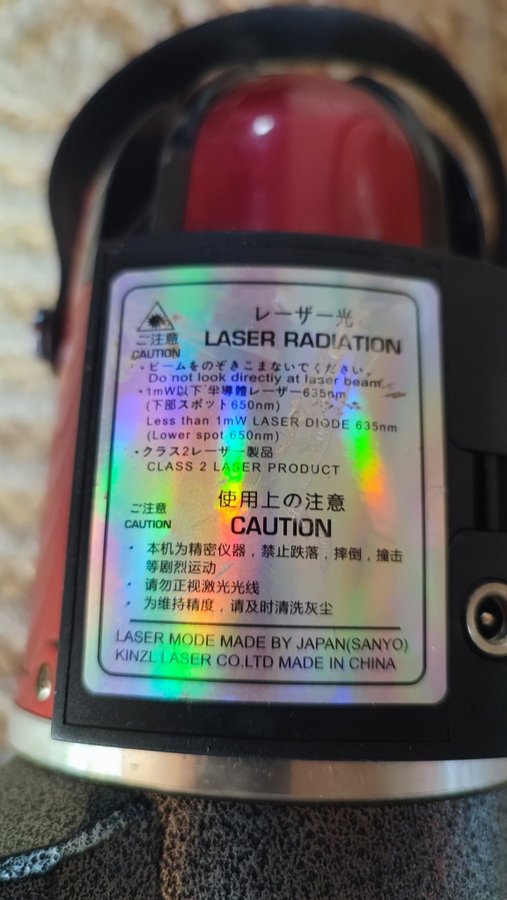 レーザー光
LASER RADIATION
ご注意
CAUTION
・ビームをのぞきこまないでください。
Do not look directiy at laser beam.
・1mW以下 半導體レーザー635nm
(下部スポット650nm)
Less than 1mW LASER DIODE 635nm
(Lower spot 650nm)
・クラス2レーザー製品
CLASS 2 LASER PRODUCT
使用上の注意
CAUTION
ご注意
CAUTION
· 本机为精密仪器，禁止跌落，摔倒，撞击
等剧烈运动
· 请勿正视激光光线
· 为维持精度，请及时清洗灰尘
LASER MODE MADE BY JAPAN(SANYO)
KINZL LASER CO.LTD MADE IN CHINA